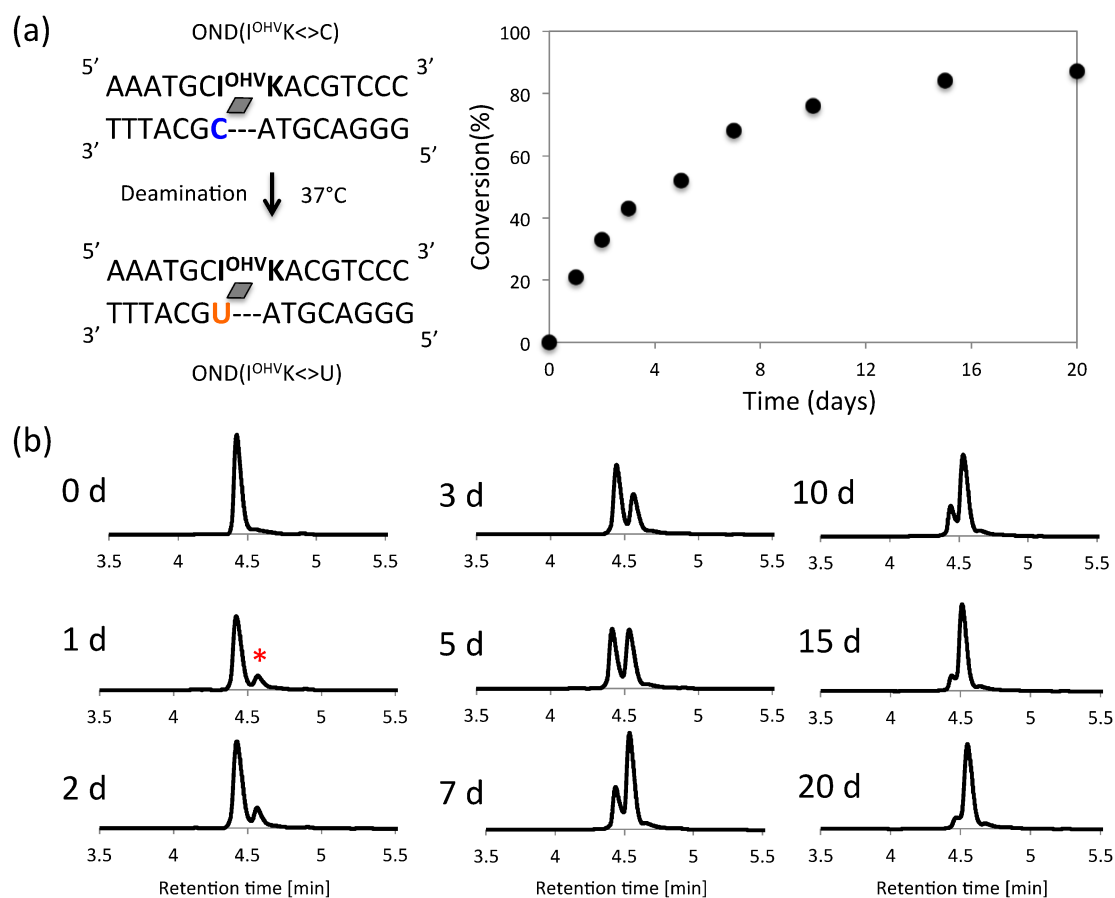 (a)
OND(IᴼᴴⱽK<>C)
5’ 3’
AAATGCIᴼᴴⱽKACGTCCC
TTTACGC---ATGCAGGG
3’ 5’
Deamination 37°C
5’ 3’
AAATGCIᴼᴴⱽKACGTCCC
TTTACGU---ATGCAGGG
3’ 5’
OND(IᴼᴴⱽK<>U)
Conversion(%)
100
80
60
40
20
0
0 4 8 12 16 20
Time (days)
(b)
0 d
3.5 4 4.5 5 5.5
3 d
3.5 4 4.5 5 5.5
10 d
3.5 4 4.5 5 5.5
1 d
*
3.5 4 4.5 5 5.5
5 d
3.5 4 4.5 5 5.5
15 d
3.5 4 4.5 5 5.5
2 d
3.5 4 4.5 5 5.5
7 d
3.5 4 4.5 5 5.5
20 d
3.5 4 4.5 5 5.5
Retention time [min] Retention time [min] Retention time [min]